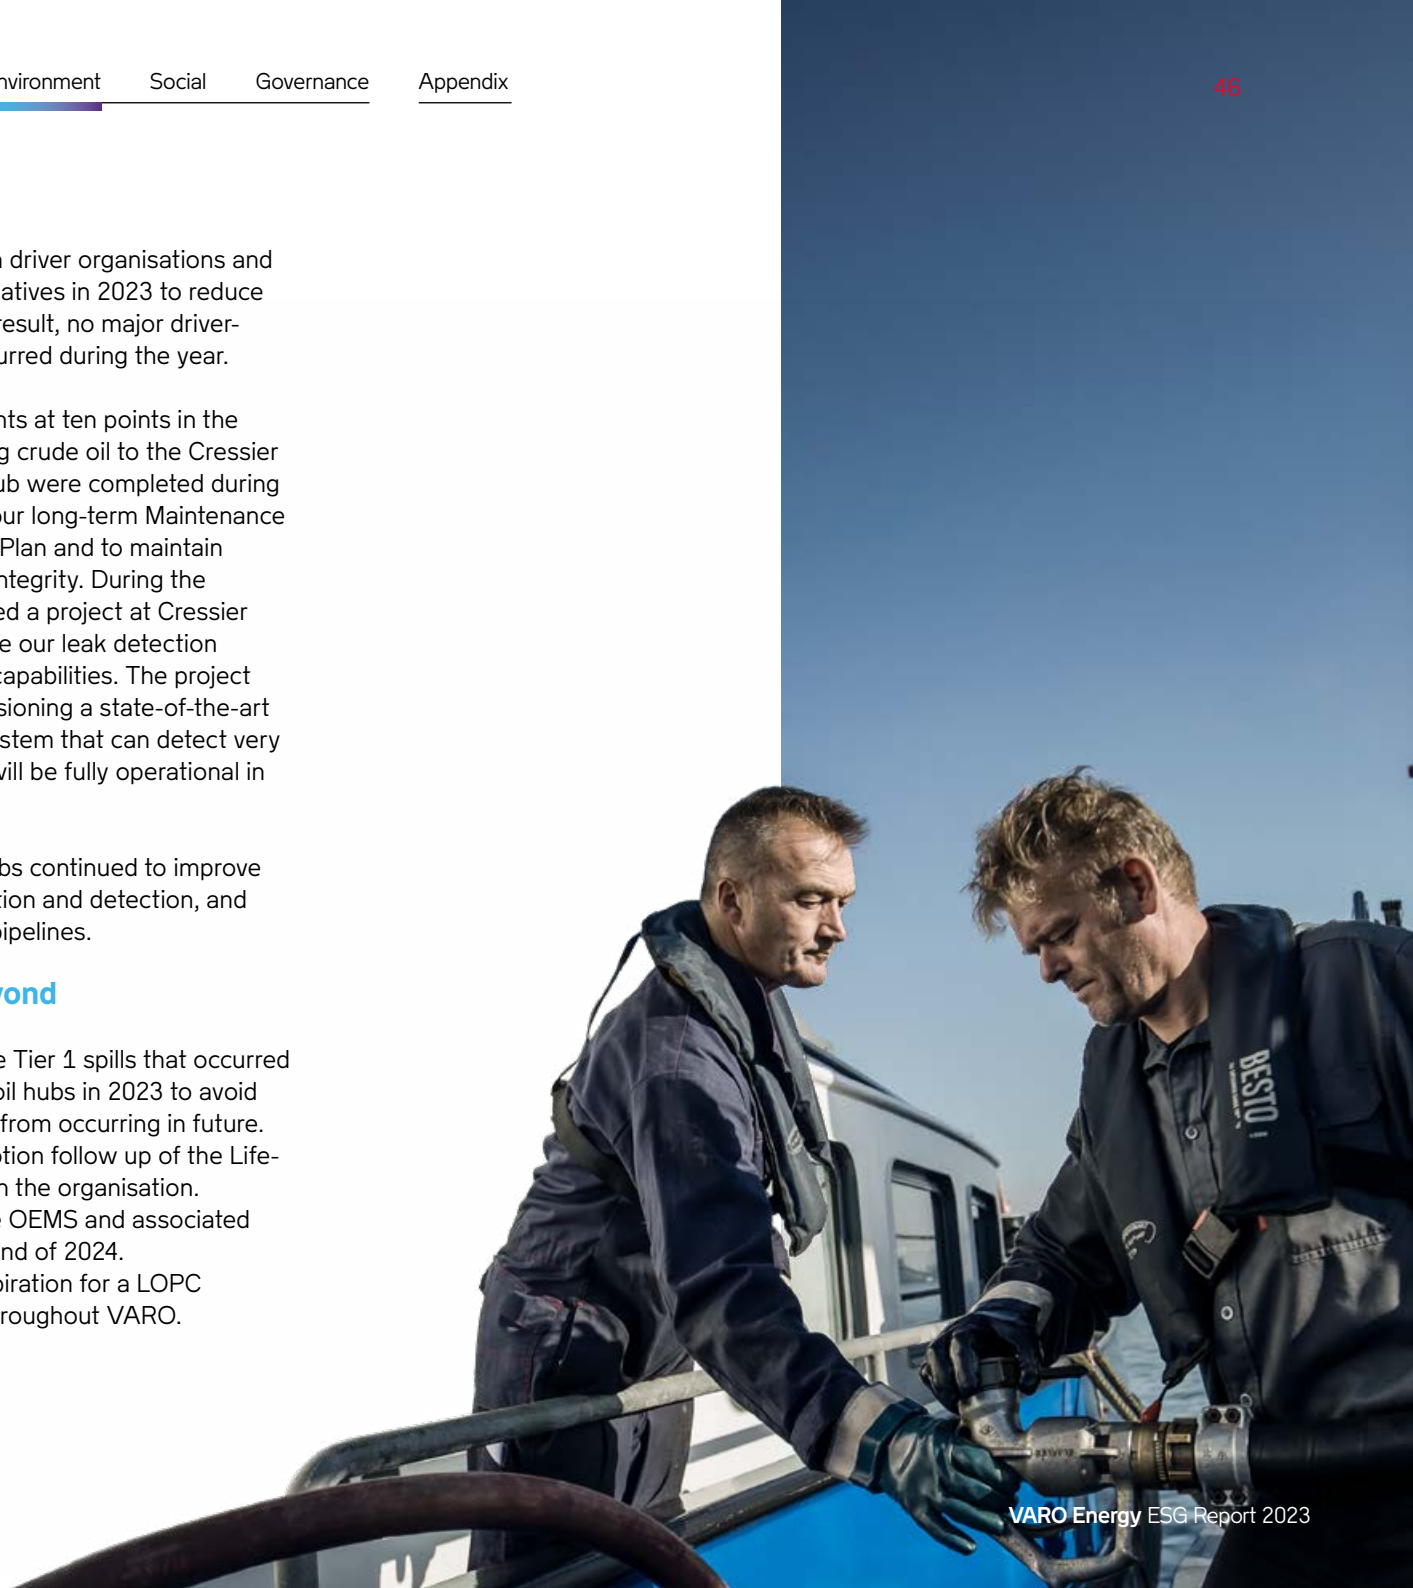 nvironment Social Governance Appendix
46
driver organisations and
atives in 2023 to reduce
result, no major driver-
urred during the year.
nts at ten points in the
g crude oil to the Cressier
ub were completed during
our long-term Maintenance
Plan and to maintain
ntegrity. During the
ed a project at Cressier
e our leak detection
capabilities. The project
sioning a state-of-the-art
stem that can detect very
will be fully operational in
bs continued to improve
tion and detection, and
pipelines.
yond
e Tier 1 spills that occurred
oil hubs in 2023 to avoid
from occurring in future.
ption follow up of the Life-
n the organisation.
e OEMS and associated
nd of 2024.
piration for a LOPC
roughout VARO.
BESTO
VARO Energy ESG Report 2023